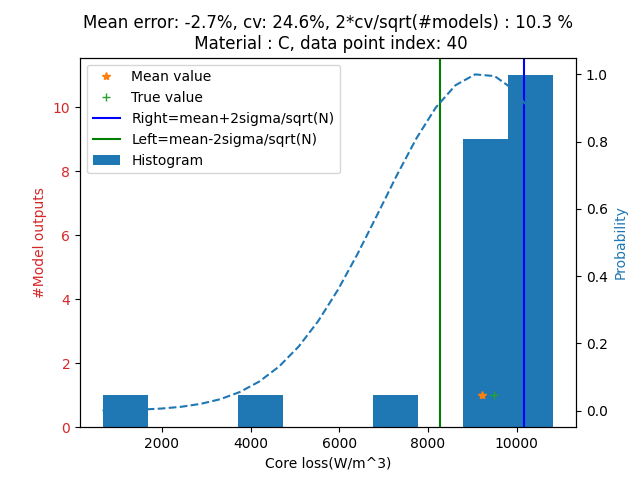 Mean error: -2.7%, cv: 24.6%, 2*cv/sqrt(#models) : 10.3 %
Material : C, data point index: 40
Mean value
True value
Right=mean+2sigma/sqrt(N)
Left=mean-2sigma/sqrt(N)
Histogram
#Model outputs
10
8
6
4
2
0
1.0
0.8
0.6
0.4
0.2
0.0
Probability
2000 4000 6000 8000 10000
Core loss(W/m^3)